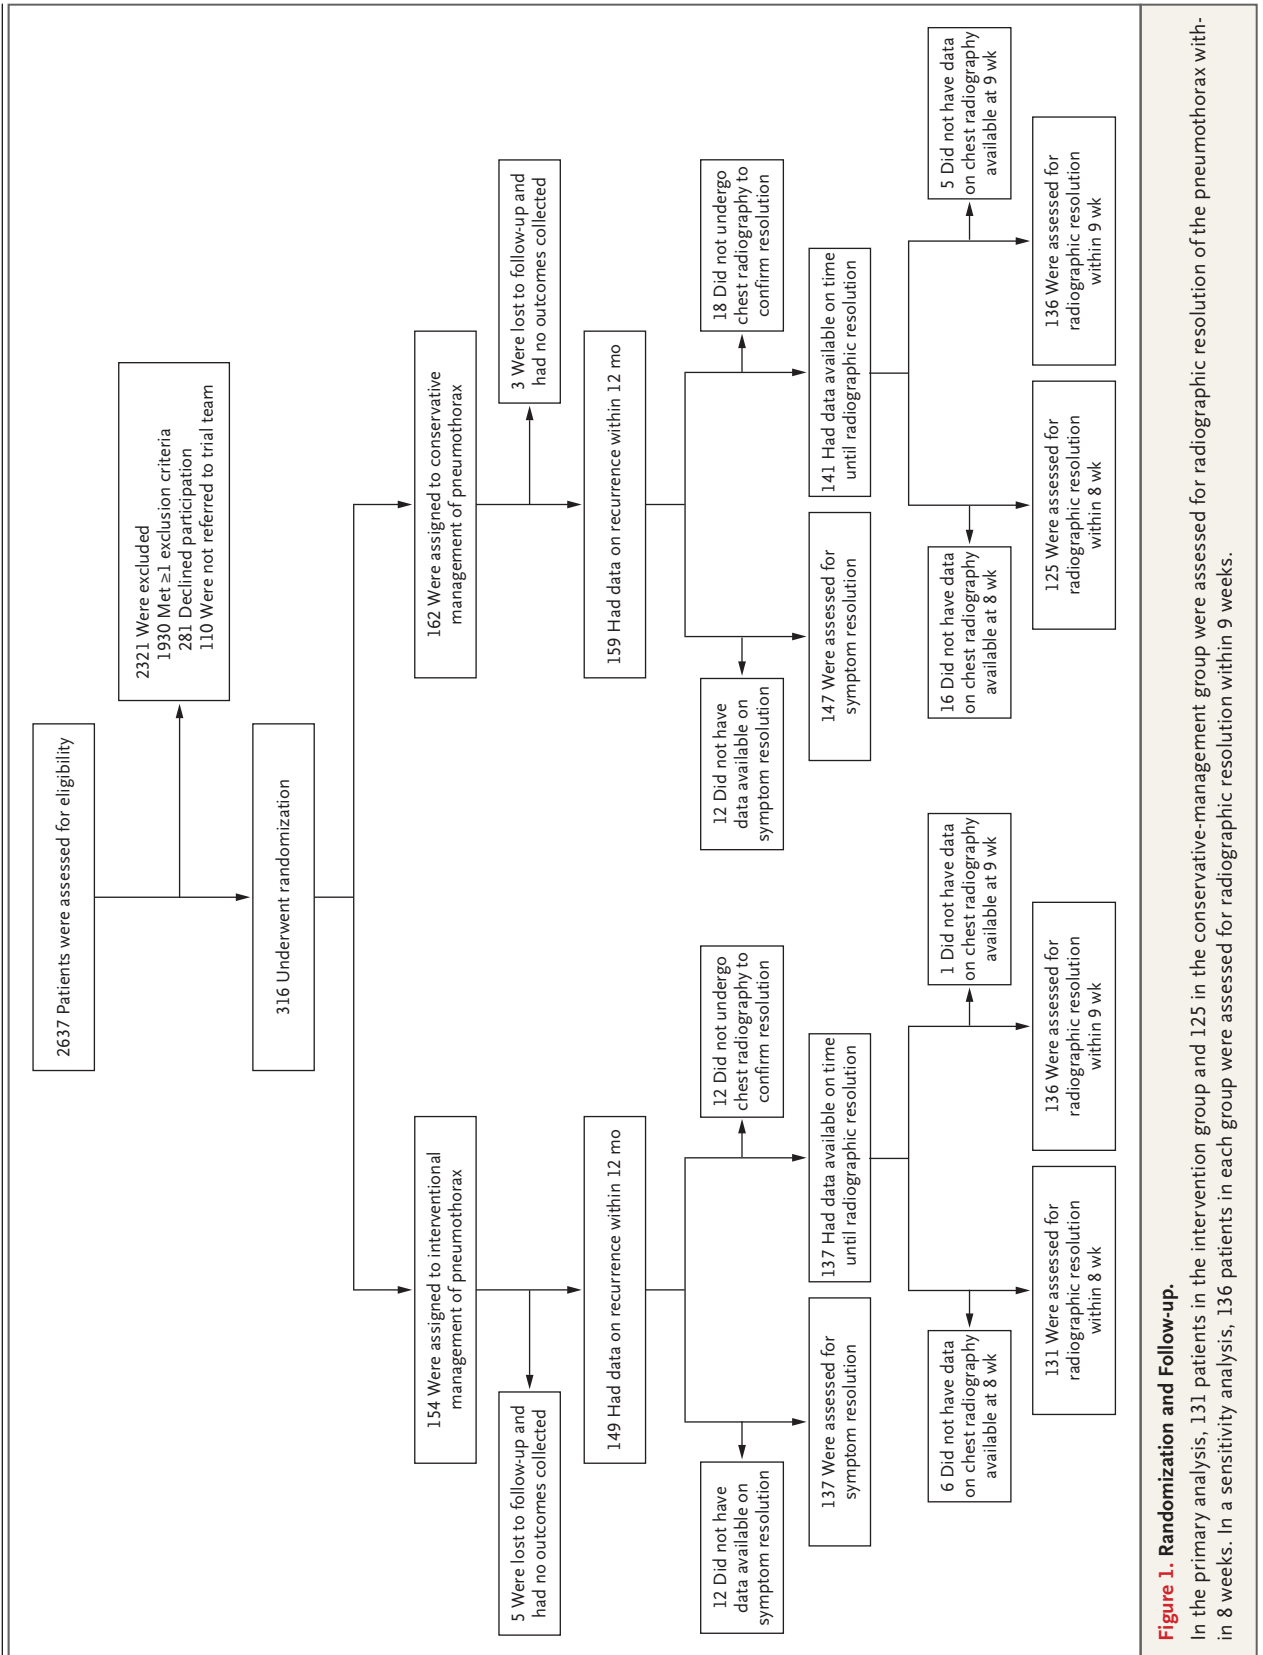 2637 Patients were assessed for eligibility
2321 Were excluded
1930 Met ≥1 exclusion criteria
281 Declined participation
110 Were not referred to trial team
316 Underwent randomization
154 Were assigned to interventional
management of pneumothorax
162 Were assigned to conservative
management of pneumothorax
5 Were lost to follow-up and
had no outcomes collected
3 Were lost to follow-up and
had no outcomes collected
149 Had data on recurrence within 12 mo
159 Had data on recurrence within 12 mo
12 Did not have
data available on
symptom resolution
12 Did not undergo
chest radiography to
confirm resolution
12 Did not have
data available on
symptom resolution
18 Did not undergo
chest radiography to
confirm resolution
137 Were assessed for
symptom resolution
137 Had data available on time
until radiographic resolution
147 Were assessed for
symptom resolution
141 Had data available on time
until radiographic resolution
6 Did not have data
on chest radiography
available at 8 wk
1 Did not have data
on chest radiography
available at 9 wk
16 Did not have data
on chest radiography
available at 8 wk
5 Did not have data
on chest radiography
available at 9 wk
131 Were assessed for
radiographic resolution
within 8 wk
136 Were assessed for
radiographic resolution
within 9 wk
125 Were assessed for
radiographic resolution
within 8 wk
136 Were assessed for
radiographic resolution
within 9 wk
Figure 1. Randomization and Follow-up.
In the primary analysis, 131 patients in the intervention group and 125 in the conservative-management group were assessed for radiographic resolution of the pneumothorax with-
in 8 weeks. In a sensitivity analysis, 136 patients in each group were assessed for radiographic resolution within 9 weeks.